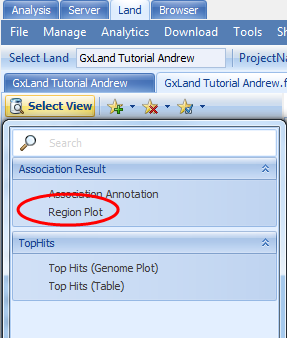 Analysis Server Land Browser
File Manage Analytics Download Tools S
Select Land GxLand Tutorial Andrew ProjectNa
GxLand Tutorial Andrew GxLand Tutorial Andrew.f
Select View
Search
Association Result
Association Annotation
Region Plot
TopHits
Top Hits (Genome Plot)
Top Hits (Table)